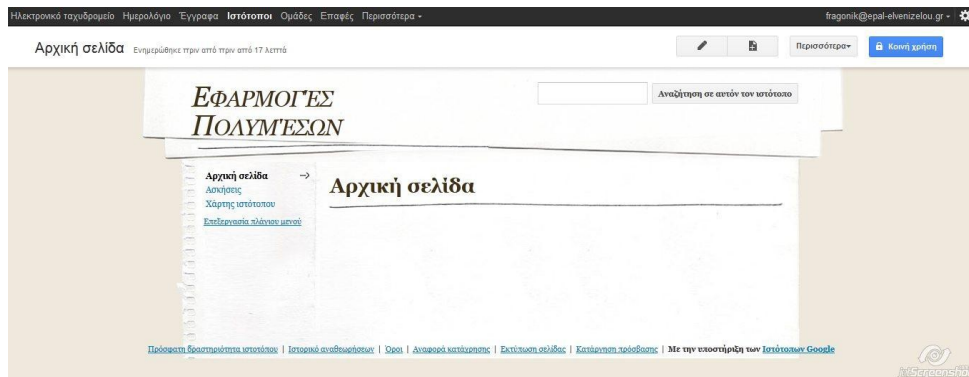 Ηλεκτρονικό ταχυδρομείο Ημερολόγιο Έγγραφα Ιστότοποι Ομάδες Επαφές Περισσότερα fragonik@epal-elvenizelou.gr
Αρχική σελίδα Ενημερώθηκε πριν από πριν από 17 λεπτά Περισσότερα Κοινή χρήση
ΕΦΑΡΜΟΓΈΣ
ΠΟΛΥΜΈΣΩΝ
Αναζήτηση σε αυτόν τον ιστότοπο
Αρχική σελίδα
Ασκήσεις
Χάρτης ιστότοπου
Επεξεργασία πλάγιου μενού
Αρχική σελίδα
Πρόσφατη δραστηριότητα ιστοτόπου | Ιστορικό αναθεωρήσεων | Όροι | Αναφορά κατάχρησης | Εκτύπωση σελίδας | Κατάργηση πρόσβασης | Με την υποστήριξη των Ιστότοπων Google